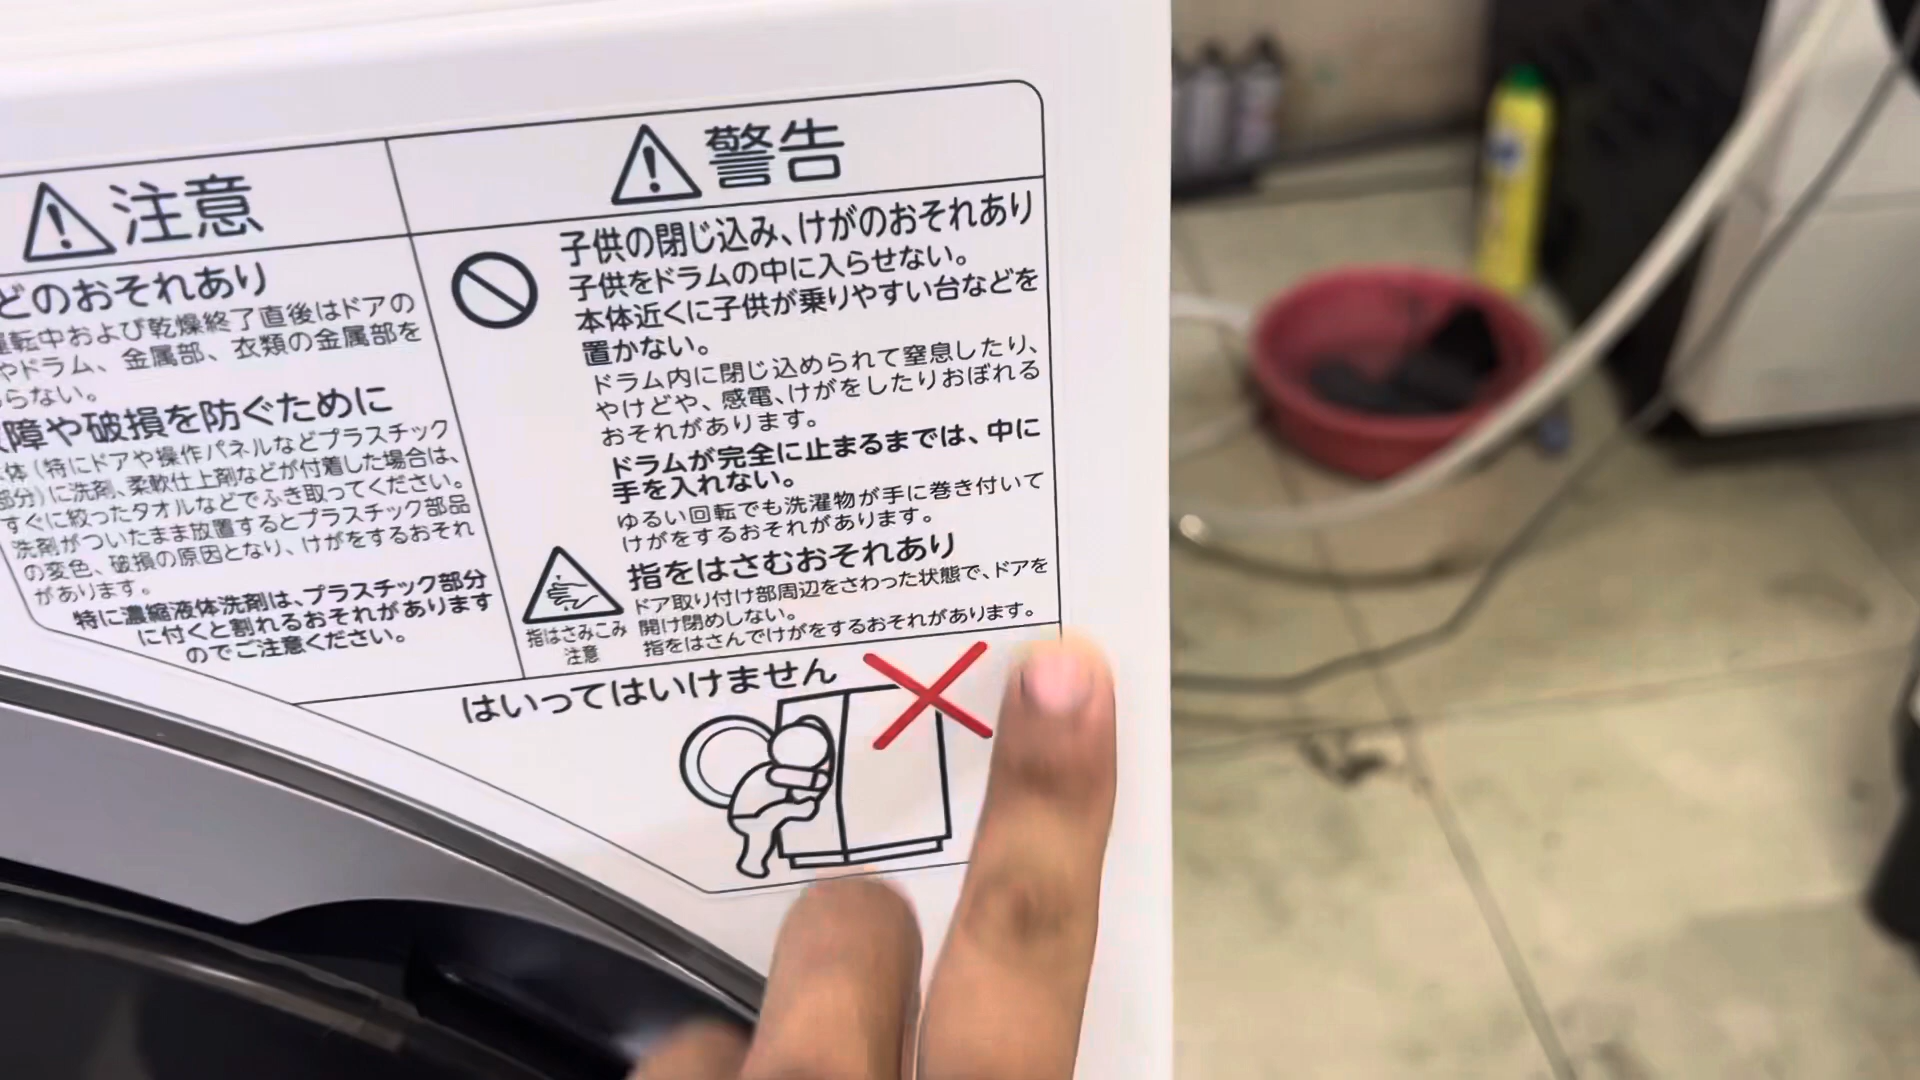 注意
どのおそれあり
運転中および乾燥終了直後はドアの
やドラム、金属部、衣類の金属部を
らない。
障や破損を防ぐために
体（特にドアや操作パネルなどプラスチック
部分）に洗剤、柔軟仕上剤などが付着した場合は、
すぐに絞ったタオルなどでふき取ってください。
洗剤がついたまま放置するとプラスチック部品
の変色、破損の原因となり、けがをするおそれ
があります。
特に濃縮液体洗剤は、プラスチック部分
に付くと割れるおそれがあります
のでご注意ください。
警告
子供の閉じ込み、けがのおそれあり
子供をドラムの中に入らせない。
本体近くに子供が乗りやすい台などを
置かない。
ドラム内に閉じ込められて窒息したり、
やけどや、感電、けがをしたりおぼれる
おそれがあります。
ドラムが完全に止まるまでは、中に
手を入れない。
ゆるい回転でも洗濯物が手に巻き付いて
けがをするおそれがあります。
指をはさむおそれあり
ドア取り付け部周辺をさわった状態で、ドアを
開け閉めしない。
指をはさんでけがをするおそれがあります。
指はさみこみ
注意
はいってはいけません